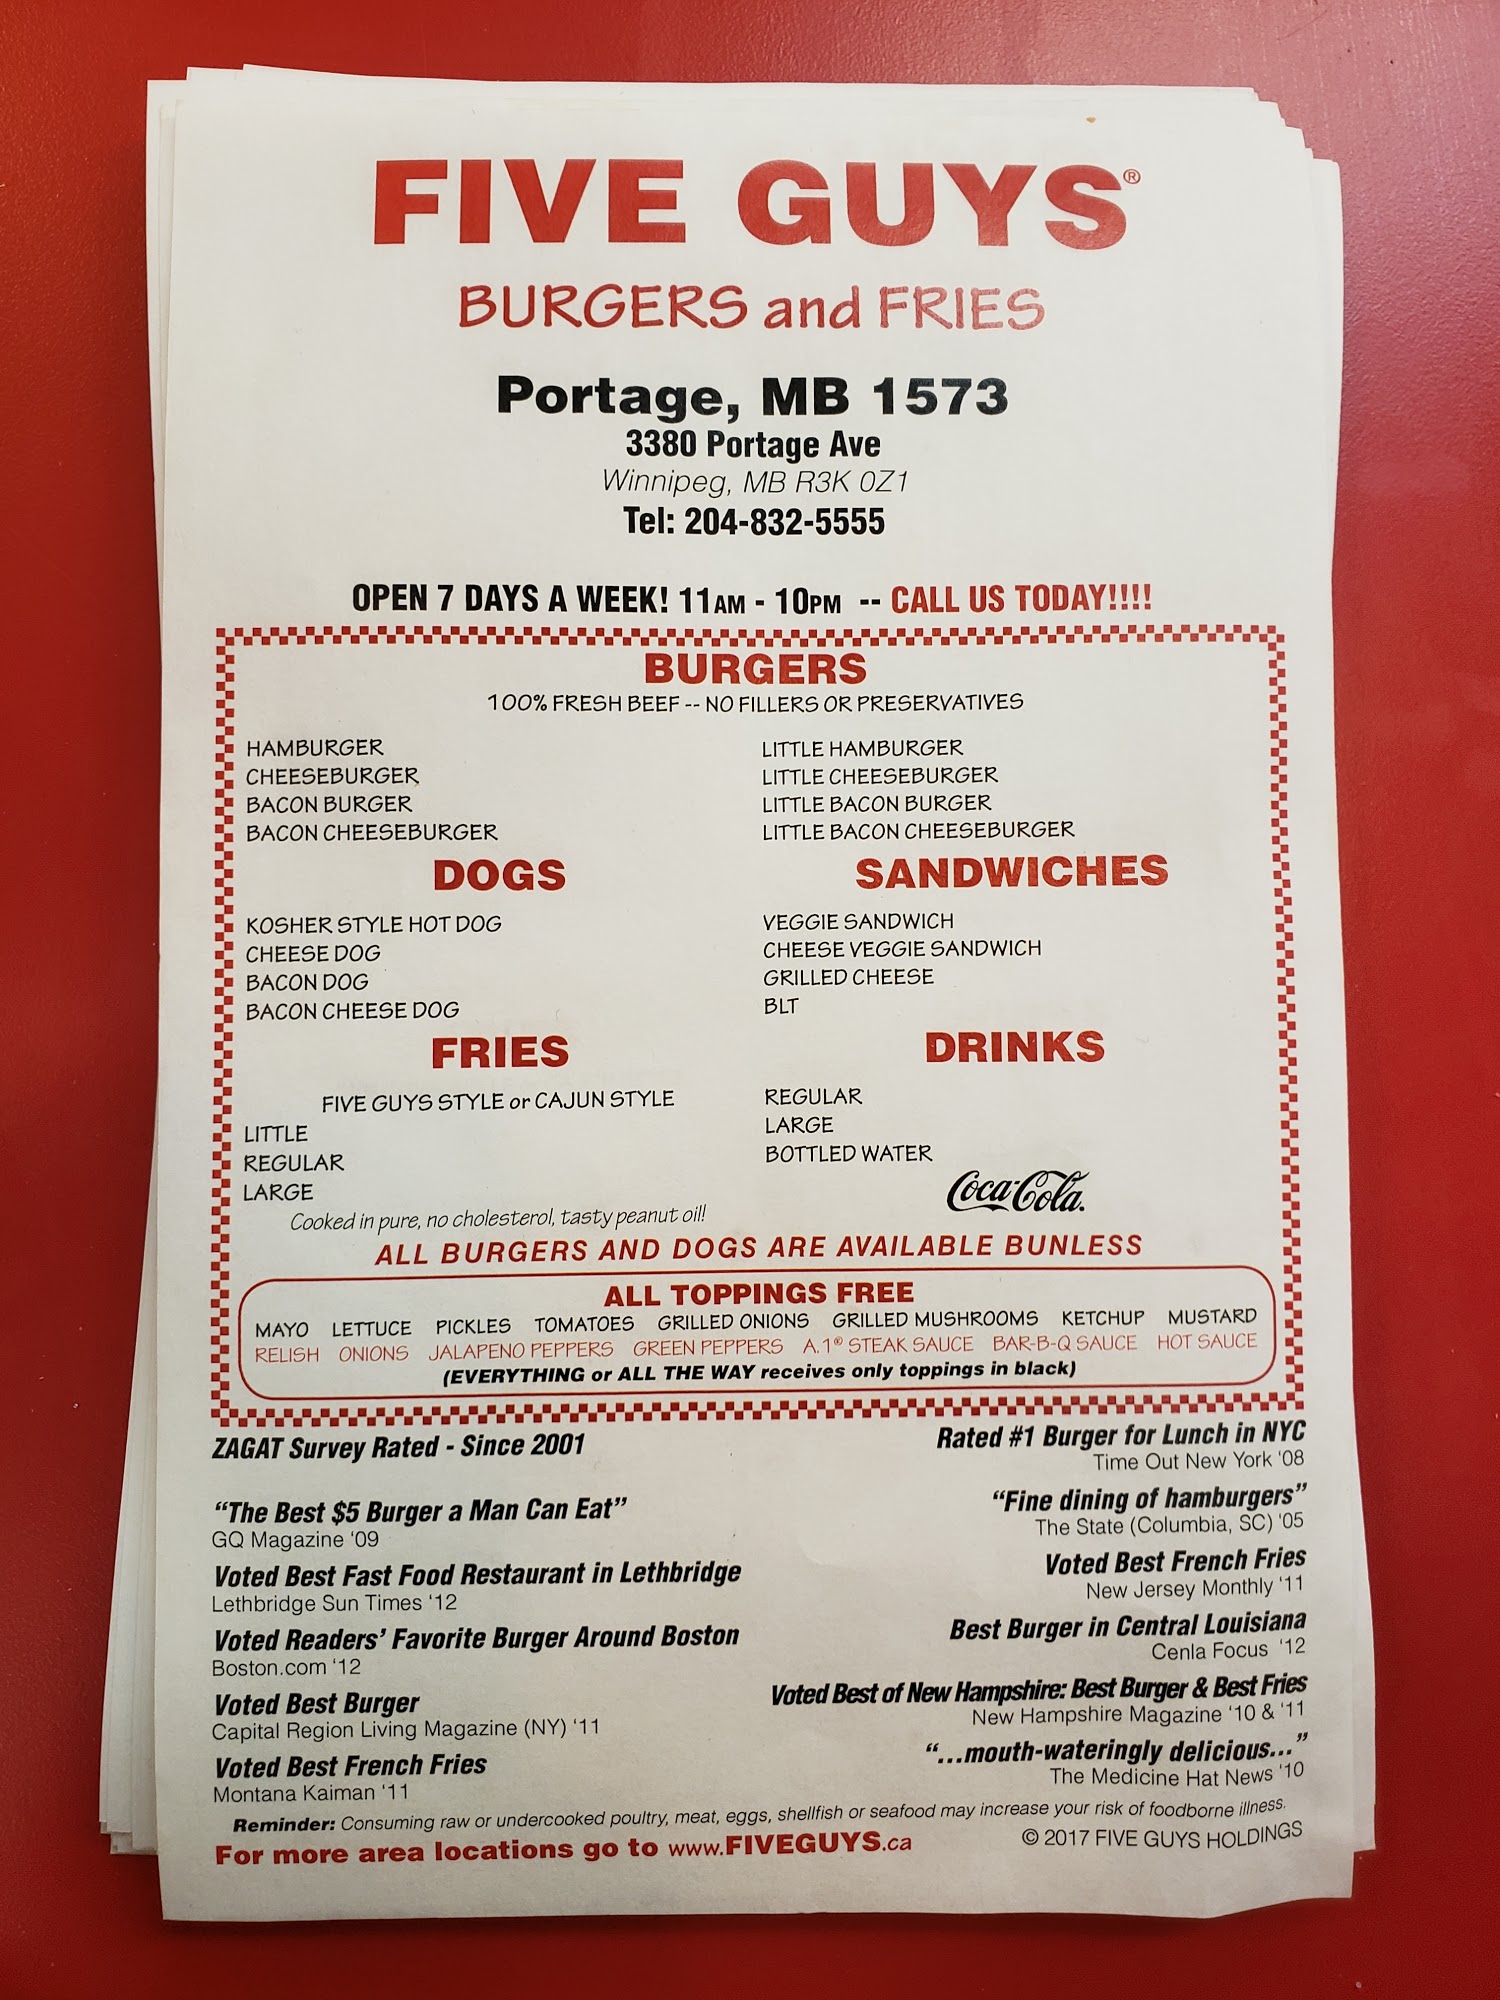 FIVE GUYS®
BURGERS and FRIES
Portage, MB 1573
3380 Portage Ave
Winnipeg, MB R3K 0Z1
Tel: 204-832-5555
OPEN 7 DAYS A WEEK! 11AM - 10PM -- CALL US TODAY!!!!
BURGERS
100% FRESH BEEF -- NO FILLERS OR PRESERVATIVES
HAMBURGER
CHEESEBURGER
BACON BURGER
BACON CHEESEBURGER
LITTLE HAMBURGER
LITTLE CHEESEBURGER
LITTLE BACON BURGER
LITTLE BACON CHEESEBURGER
DOGS
KOSHER STYLE HOT DOG
CHEESE DOG
BACON DOG
BACON CHEESE DOG
SANDWICHES
VEGGIE SANDWICH
CHEESE VEGGIE SANDWICH
GRILLED CHEESE
BLT
FRIES
FIVE GUYS STYLE or CAJUN STYLE
LITTLE
REGULAR
LARGE
Cooked in pure, no cholesterol, tasty peanut oil!
DRINKS
REGULAR
LARGE
BOTTLED WATER
Coca-Cola.
ALL BURGERS AND DOGS ARE AVAILABLE BUNLESS
ALL TOPPINGS FREE
MAYO LETTUCE PICKLES TOMATOES GRILLED ONIONS GRILLED MUSHROOMS KETCHUP MUSTARD
RELISH ONIONS JALAPENO PEPPERS GREEN PEPPERS A.1® STEAK SAUCE BAR-B-Q SAUCE HOT SAUCE
(EVERYTHING or ALL THE WAY receives only toppings in black)
ZAGAT Survey Rated - Since 2001
"The Best $5 Burger a Man Can Eat"
GQ Magazine '09
Voted Best Fast Food Restaurant in Lethbridge
Lethbridge Sun Times '12
Voted Readers' Favorite Burger Around Boston
Boston.com '12
Voted Best Burger
Capital Region Living Magazine (NY) '11
Voted Best French Fries
Montana Kaiman '11
Rated #1 Burger for Lunch in NYC
Time Out New York '08
"Fine dining of hamburgers"
The State (Columbia, SC) '05
Voted Best French Fries
New Jersey Monthly '11
Best Burger in Central Louisiana
Cenla Focus '12
Voted Best of New Hampshire: Best Burger & Best Fries
New Hampshire Magazine '10 & '11
"...mouth-wateringly delicious..."
The Medicine Hat News '10
Reminder: Consuming raw or undercooked poultry, meat, eggs, shellfish or seafood may increase your risk of foodborne illness.
For more area locations go to www.FIVEGUYS.ca
© 2017 FIVE GUYS HOLDINGS